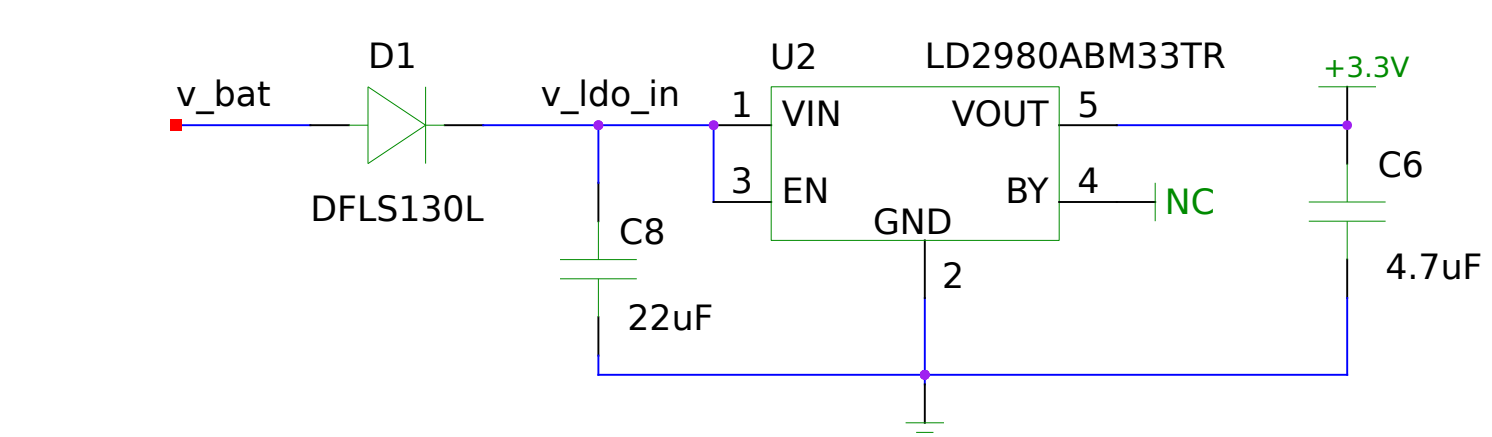 D1
U2
LD2980ABM33TR
+3.3V
v_bat
v_ldo_in
1
VIN
VOUT
5
3
EN
BY
4
NC
C6
DFLS130L
GND
C8
2
4.7uF
22uF